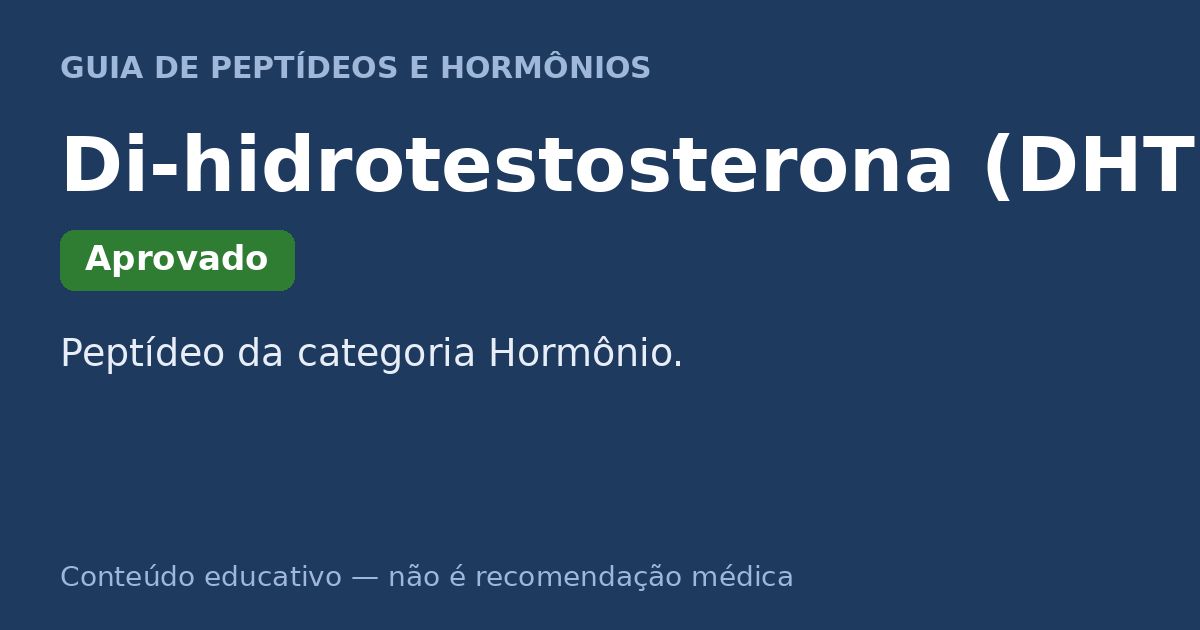 GUIA DE PEPTÍDEOS E HORMÔNIOS
Di-hidrotestosterona (DHT
Aprovado
Peptídeo da categoria Hormônio.
Conteúdo educativo — não é recomendação médica